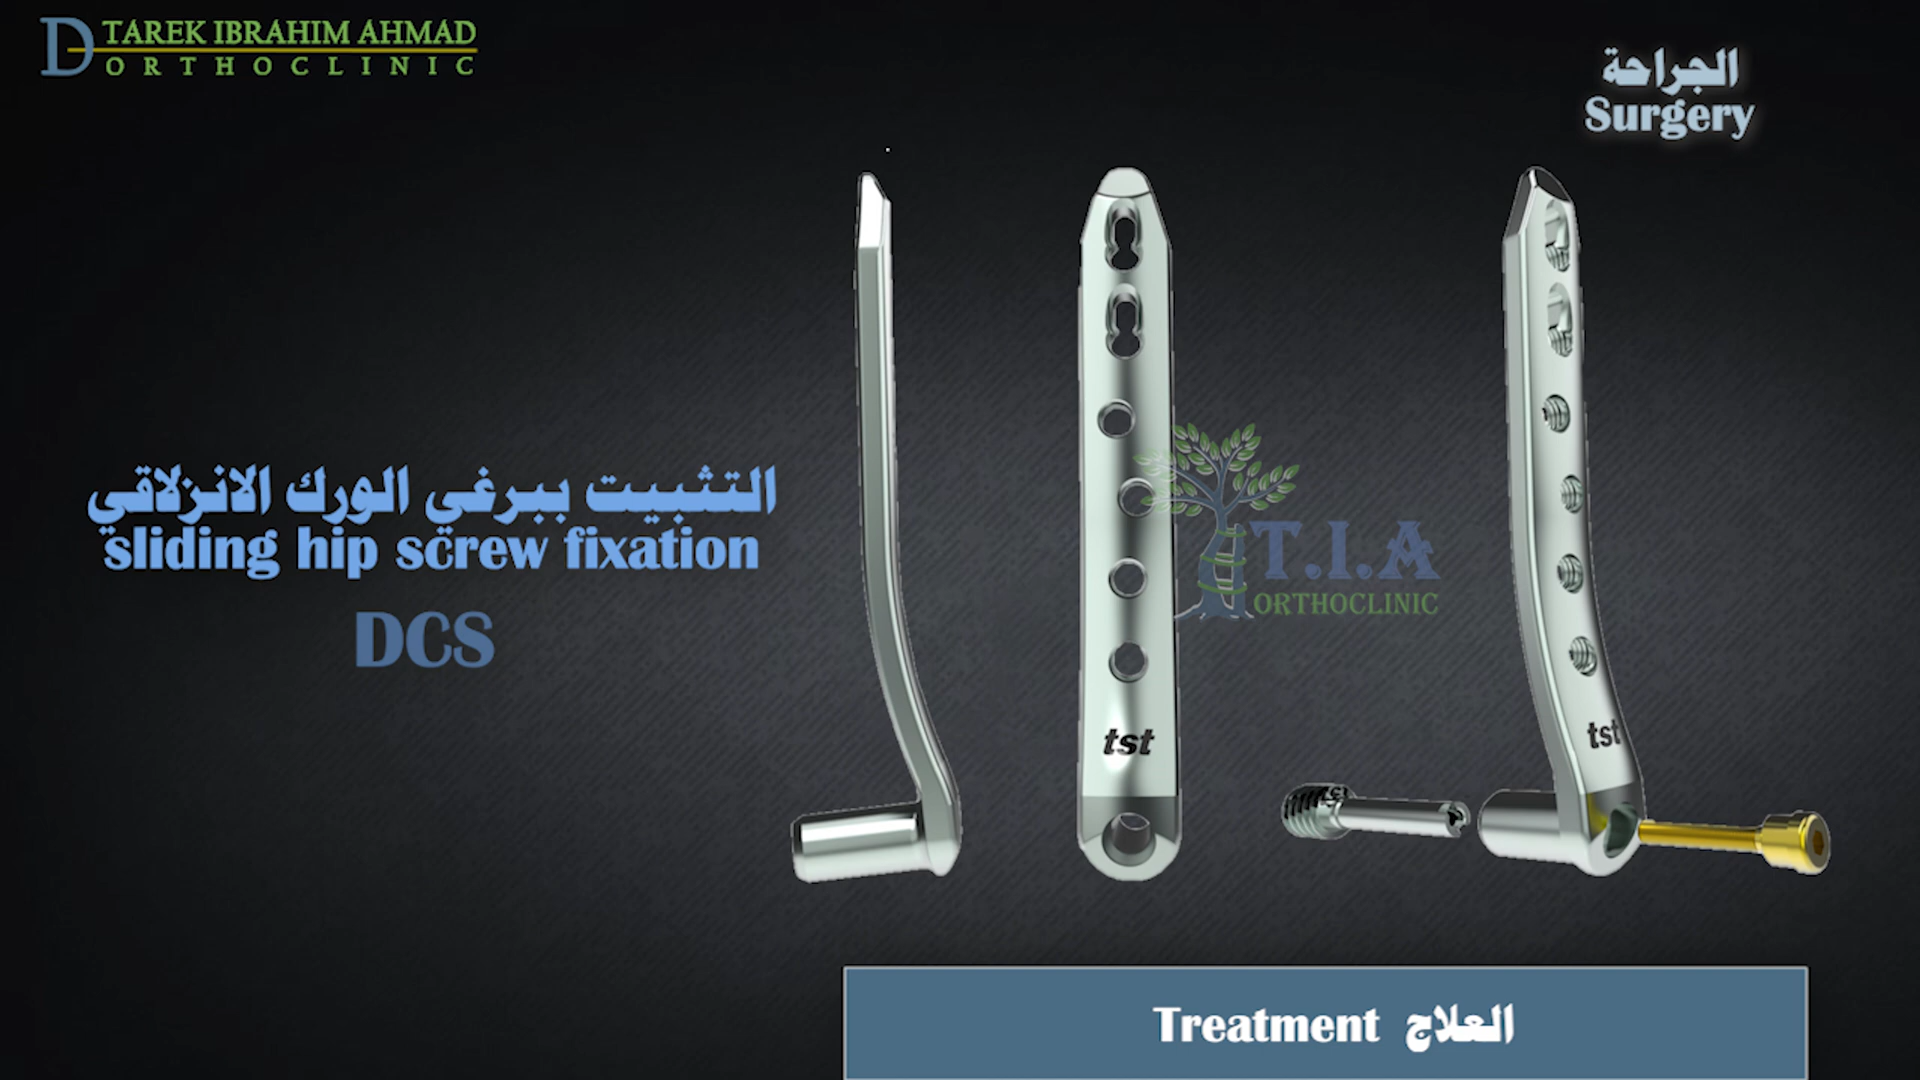 D TAREK IBRAHIM AHMAD
ORTHOCLINIC
الجراحة
Surgery
التثبيت ببرغي الورك الانزلاقي
sliding hip screw fixation
DCS
T.I.A
ORTHOCLINIC
tst
tst
Treatment العلاج